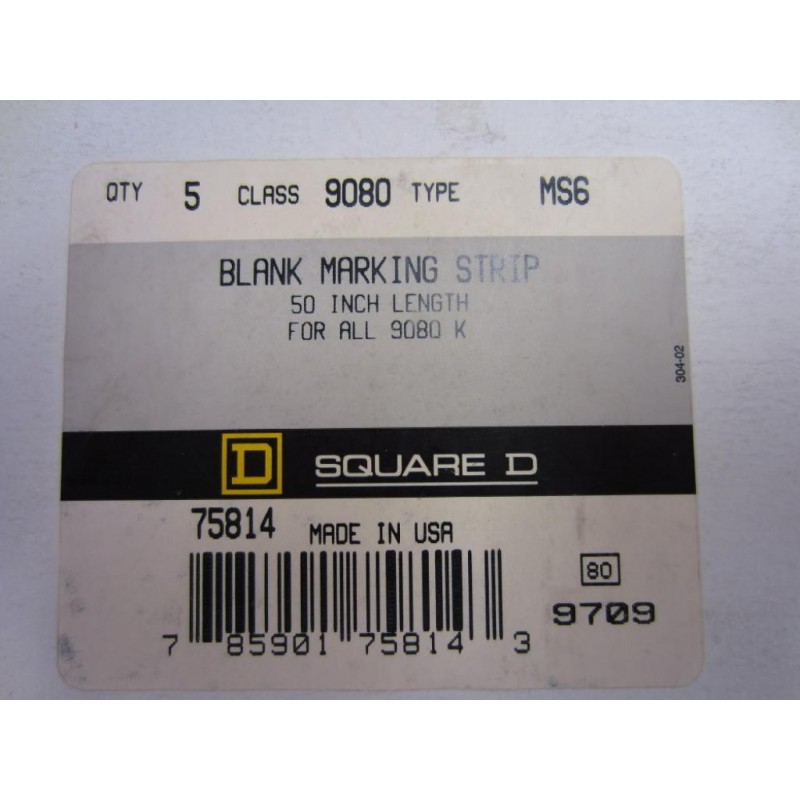 QTY 5 CLASS 9080 TYPE MS6
BLANK MARKING STRIP
50 INCH LENGTH
FOR ALL 9080 K
304-02
D SQUARE D
75814 MADE IN USA
80
9709
7 85901 75814 3